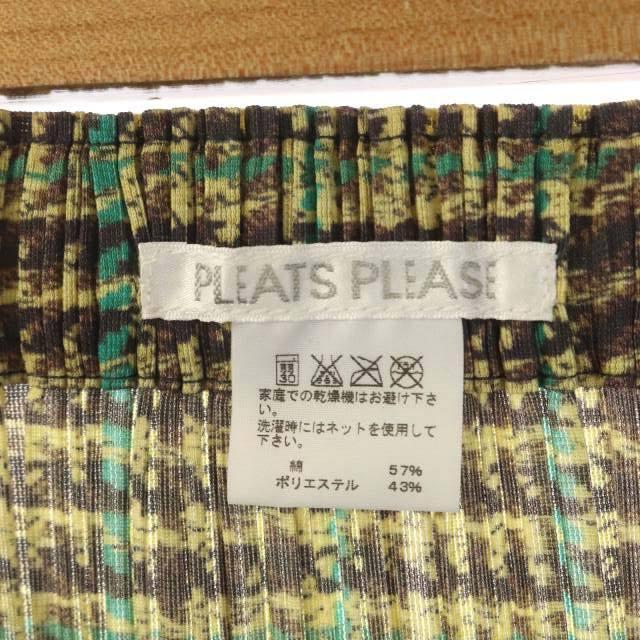 PLEATS PLEASE
家庭での乾燥機はお避け下さ
い。
洗濯時にはネットを使用して
下さい。
綿 57%
ポリエステル 43%